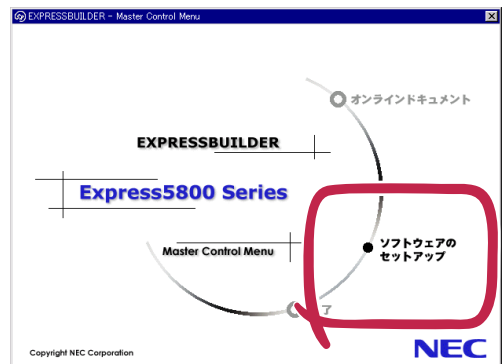 EXPRESSBUILDER - Master Control Menu
オンラインドキュメント
EXPRESSBUILDER
Express5800 Series
ソフトウェアの
セットアップ
Master Control Menu
了
Copyright NEC Corporation
NEC